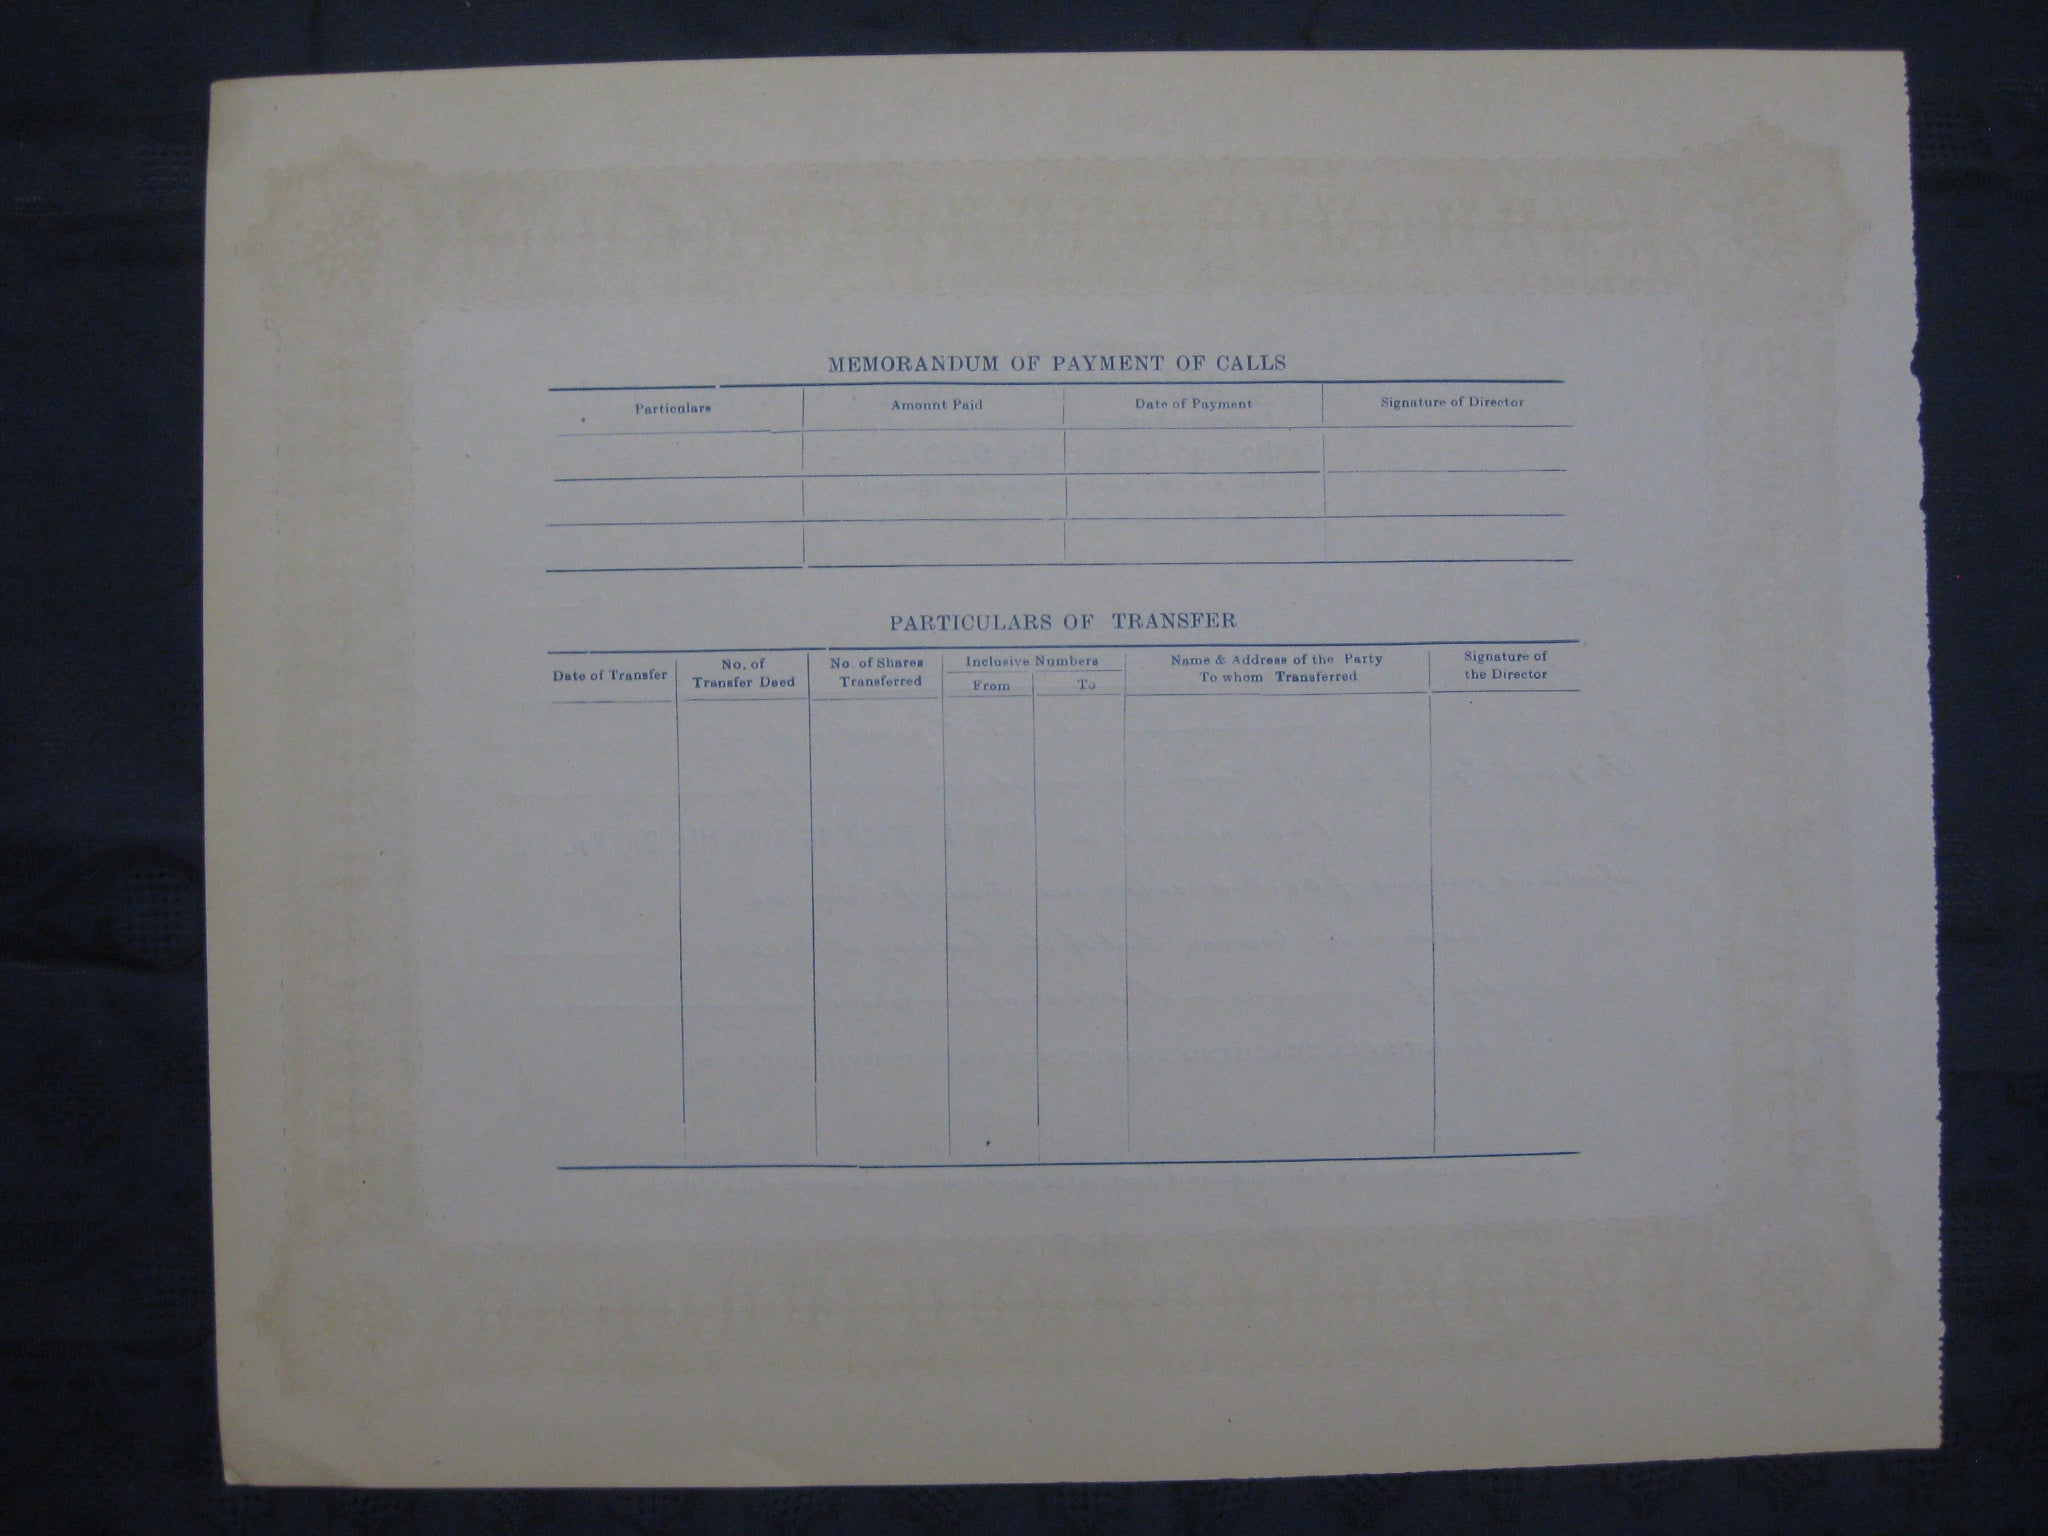 MEMORANDUM OF PAYMENT OF CALLS
Particulars Amount Paid Date of Payment Signature of Director
PARTICULARS OF TRANSFER
Date of Transfer No. of Transfer Deed No. of Shares Transferred Inclusive Numbers From To Name & Address of the Party To whom Transferred Signature of the Director